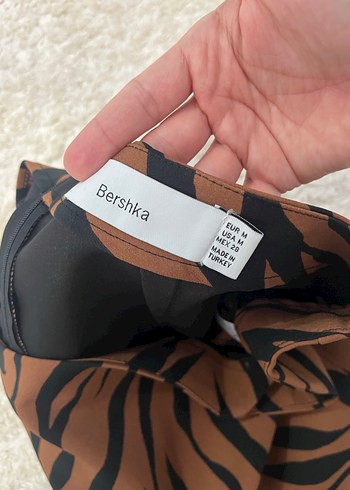 Bershka
EUR M
USA M
MEX 28
MADE IN
TURKEY